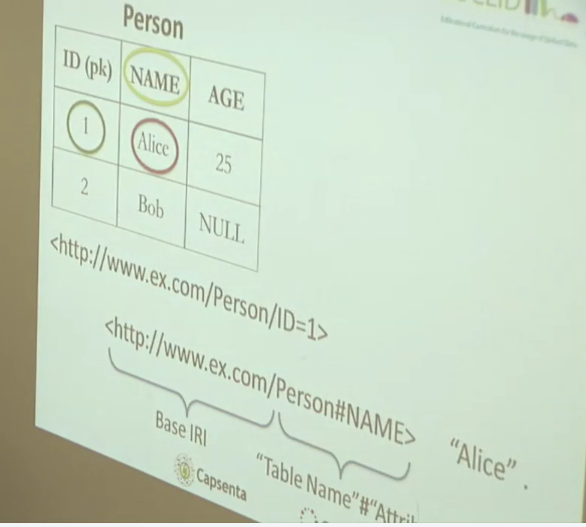 Person
ID (pk) NAME AGE
1 Alice 25
2 Bob NULL
<http://www.ex.com/Person/ID=1>
<http://www.ex.com/Person#NAME> "Alice" .
Base IRI
"Table Name"#"Attri
Capsenta